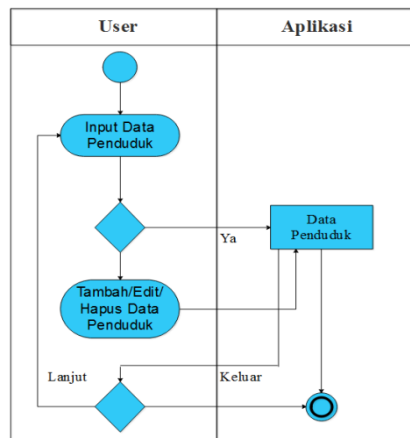 User
Aplikasi
Input Data
Penduduk
Ya
Data
Penduduk
Tambah/Edit/
Hapus Data
Penduduk
Lanjut
Keluar